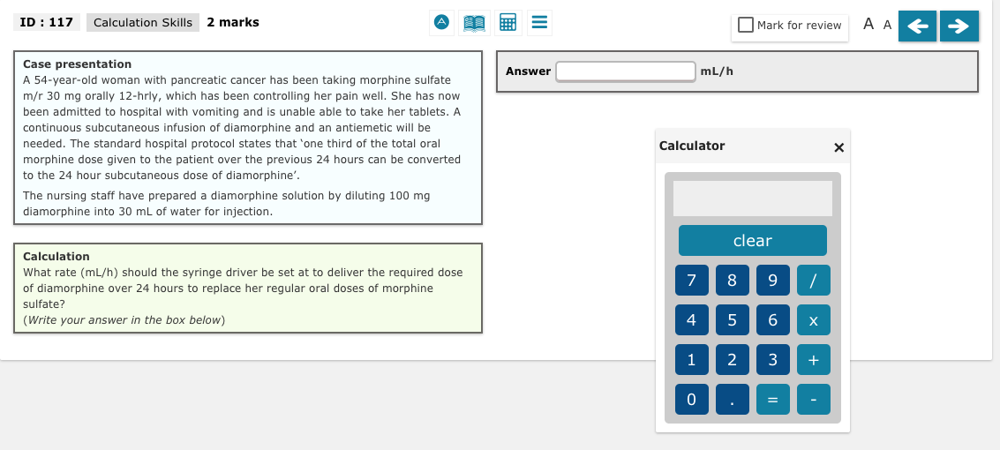 ID : 117 Calculation Skills 2 marks
A
Mark for review A A
Case presentation
A 54-year-old woman with pancreatic cancer has been taking morphine sulfate
m/r 30 mg orally 12-hrly, which has been controlling her pain well. She has now
been admitted to hospital with vomiting and is unable able to take her tablets. A
continuous subcutaneous infusion of diamorphine and an antiemetic will be
needed. The standard hospital protocol states that ‘one third of the total oral
morphine dose given to the patient over the previous 24 hours can be converted
to the 24 hour subcutaneous dose of diamorphine’.
The nursing staff have prepared a diamorphine solution by diluting 100 mg
diamorphine into 30 mL of water for injection.
Calculation
What rate (mL/h) should the syringe driver be set at to deliver the required dose
of diamorphine over 24 hours to replace her regular oral doses of morphine
sulfate?
(Write your answer in the box below)
Answer mL/h
Calculator ×
clear
7 8 9 /
4 5 6 x
1 2 3 +
0 . = -